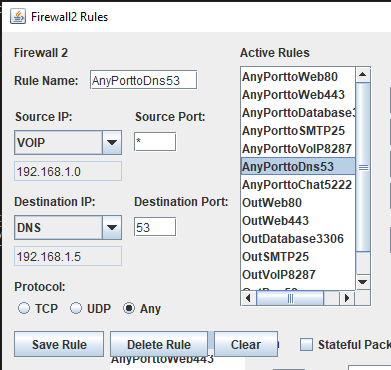 Firewall2 Rules
Firewall 2
Rule Name: AnyPorttoDns53
Source IP: Source Port:
VOIP *
192.168.1.0
Destination IP: Destination Port:
DNS 53
192.168.1.5
Protocol:
TCP UDP Any
Save Rule Delete Rule Clear
Active Rules
AnyPorttoWeb80
AnyPorttoWeb443
AnyPorttoDatabase3
AnyPorttoSMTP25
AnyPorttoVoIP8287
AnyPorttoDns53
AnyPorttoChat5222
OutWeb80
OutWeb443
OutDatabase3306
OutSMTP25
OutVoIP8287
Stateful Pack
AnyPorttoWeb443